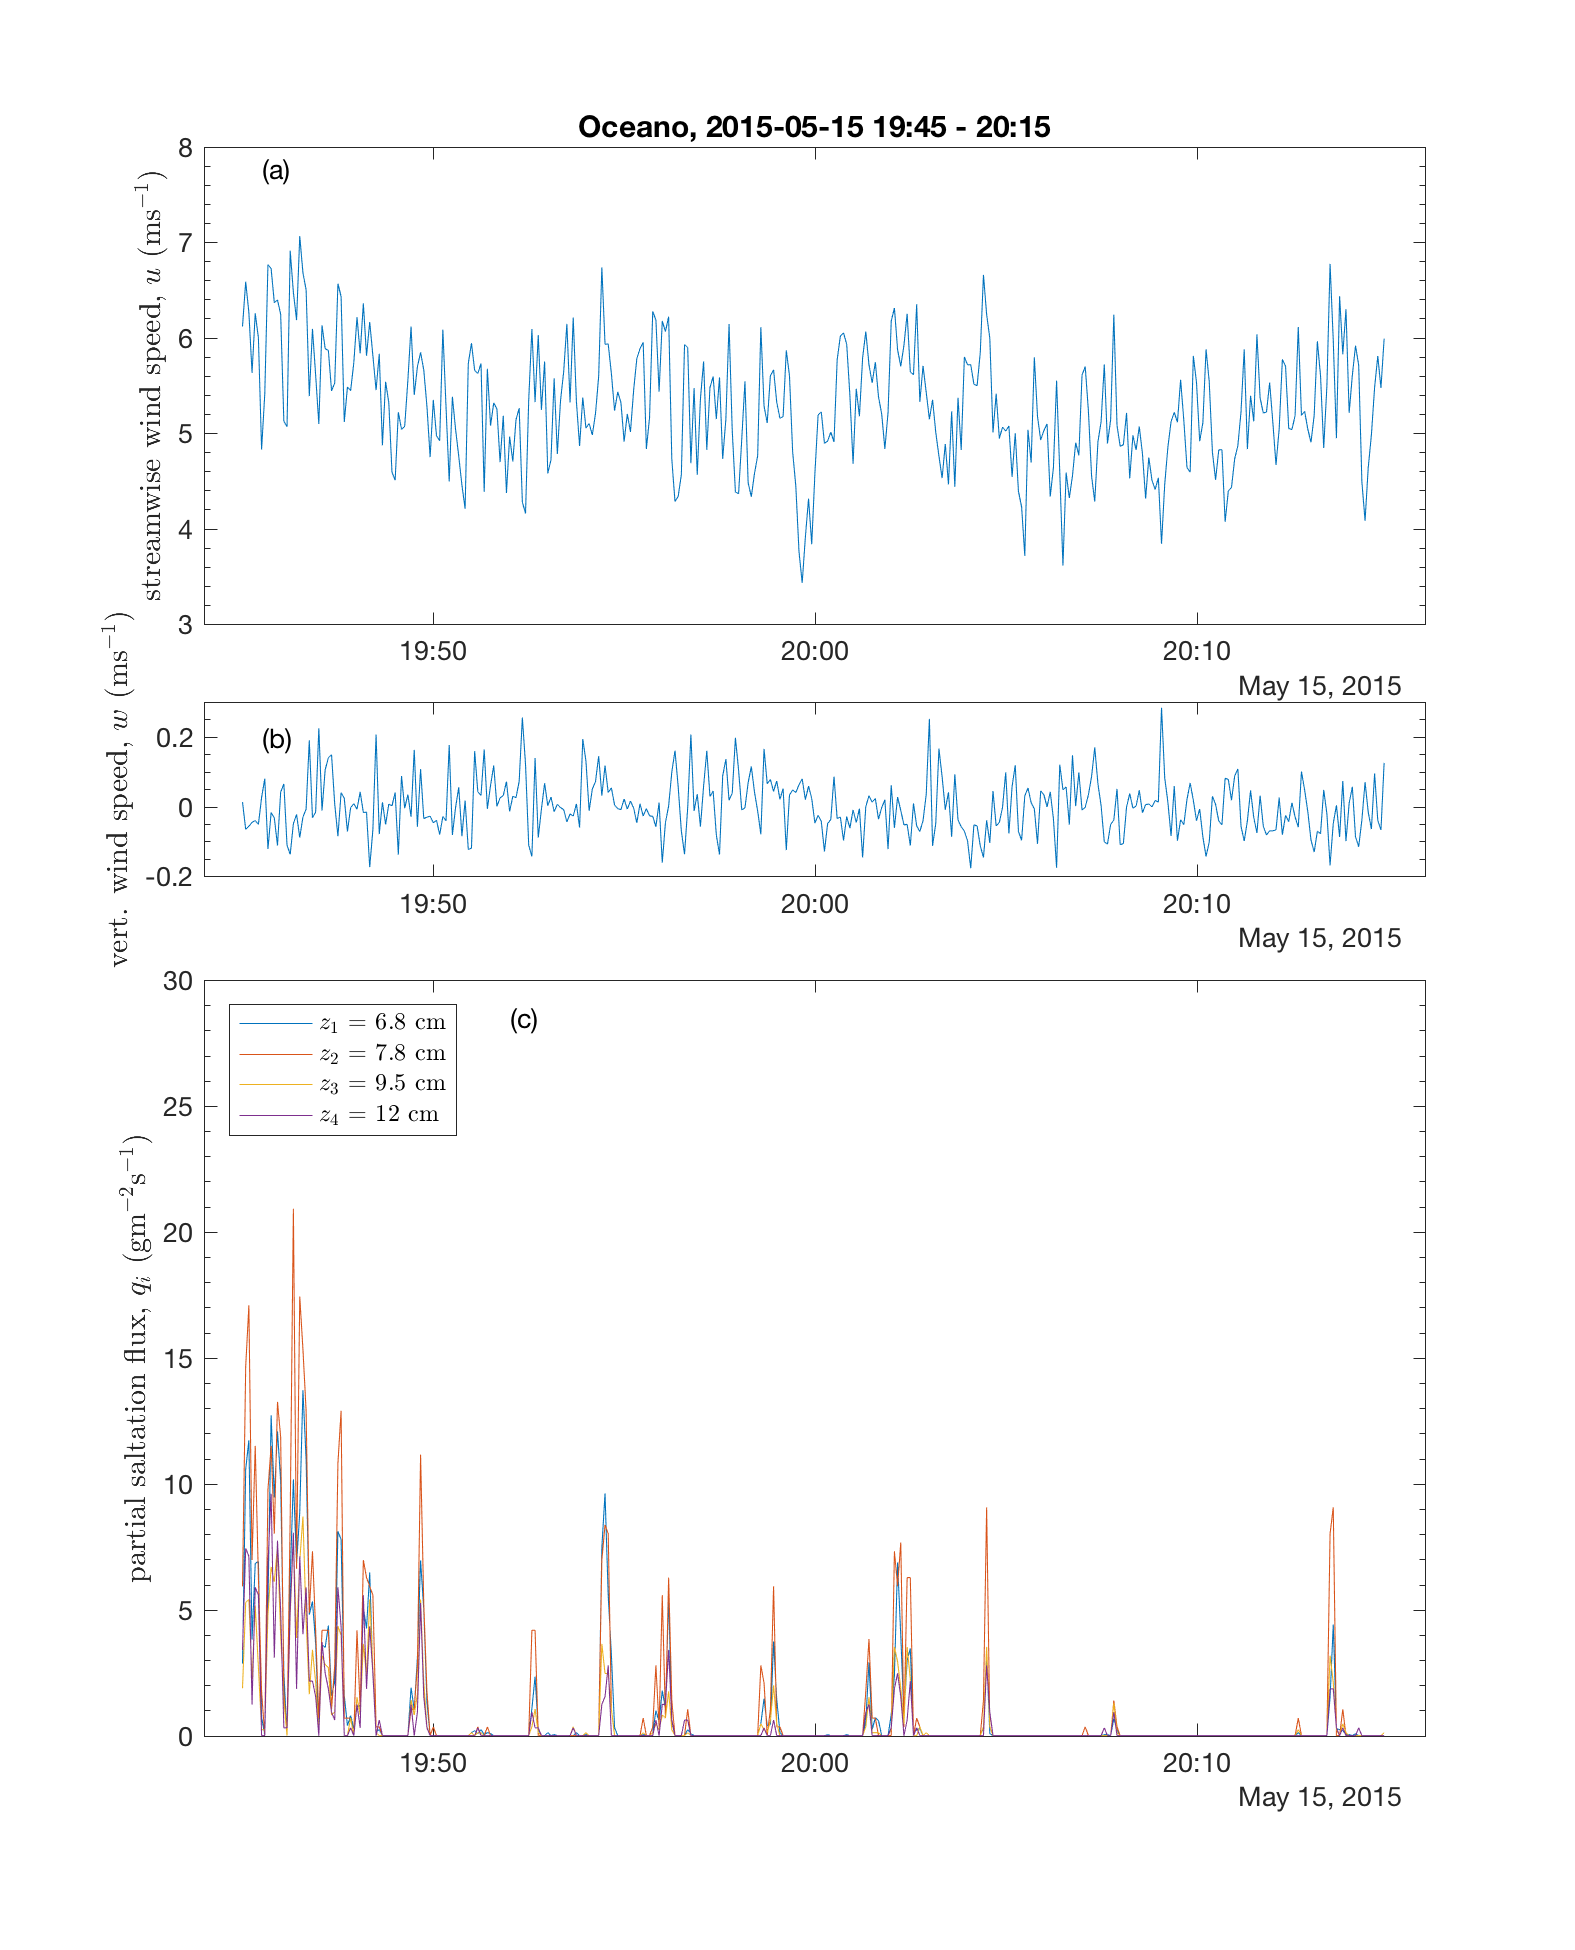 Oceano, 2015-05-15 19:45 - 20:15
(a)
streamwise wind speed, u (ms⁻¹)
8
7
6
5
4
3
19:50 20:00 20:10
May 15, 2015
(b)
vert. wind speed, w (ms⁻¹)
0.2
0
-0.2
19:50 20:00 20:10
May 15, 2015
(c)
partial saltation flux, qᵢ (gm⁻²s⁻¹)
30
25
20
15
10
5
0
z₁ = 6.8 cm
z₂ = 7.8 cm
z₃ = 9.5 cm
z₄ = 12 cm
19:50 20:00 20:10
May 15, 2015